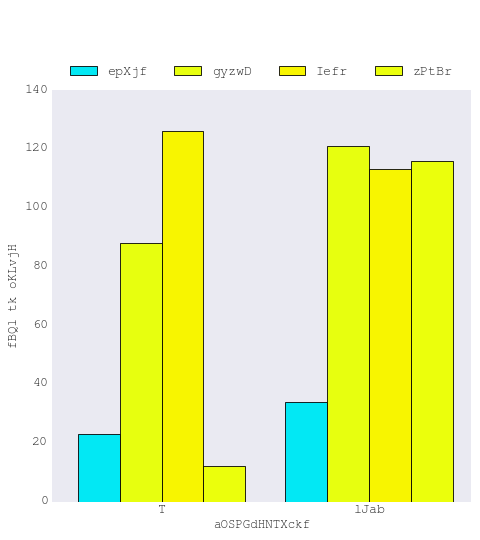 epXjf gyzwD Iefr zPtBr
140
120
100
80
60
40
20
0
fBQl tk oKLvjH
T lJab
aOSPGdHNTXckf